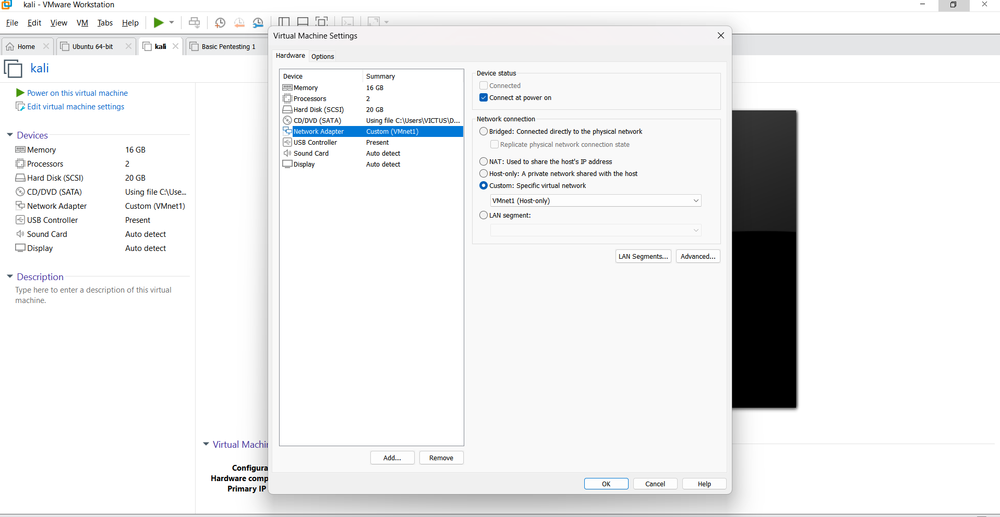 kali - VMware Workstation
File Edit View VM Tabs Help
Home Ubuntu 64-bit kali Basic Pentesting 1
kali
Power on this virtual machine
Edit virtual machine settings
Devices
Memory 16 GB
Processors 2
Hard Disk (SCSI) 20 GB
CD/DVD (SATA) Using file C:\Use...
Network Adapter Custom (VMnet1)
USB Controller Present
Sound Card Auto detect
Display Auto detect
Description
Type here to enter a description of this virtual
machine.
Virtual Machin
Configura
Hardware comp
Primary IP
Virtual Machine Settings
Hardware Options
Device Summary
Memory 16 GB
Processors 2
Hard Disk (SCSI) 20 GB
CD/DVD (SATA) Using file C:\Users\VICTUS\D...
Network Adapter Custom (VMnet1)
USB Controller Present
Sound Card Auto detect
Display Auto detect
Add... Remove
Device status
Connected
Connect at power on
Network connection
Bridged: Connected directly to the physical network
Replicate physical network connection state
NAT: Used to share the host's IP address
Host-only: A private network shared with the host
Custom: Specific virtual network
VMnet1 (Host-only)
LAN segment:
LAN Segments... Advanced...
OK Cancel Help